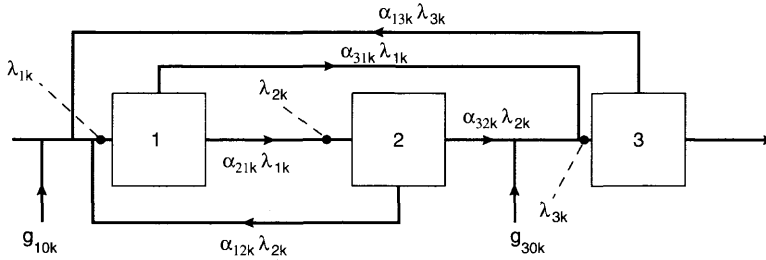 α₁₃ₖ λ₃ₖ
α₃₁ₖ λ₁ₖ
λ₁ₖ
λ₂ₖ
1
2
α₃₂ₖ λ₂ₖ
3
α₂₁ₖ λ₁ₖ
λ₃ₖ
g₁₀ₖ
α₁₂ₖ λ₂ₖ
g₃₀ₖ